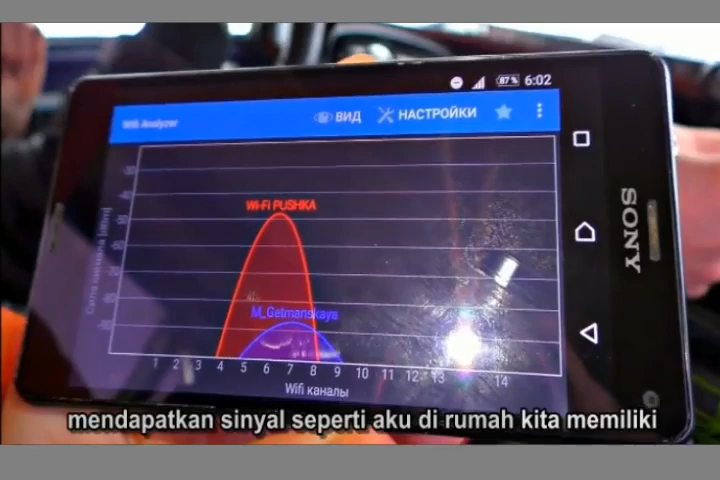 87 % 6:02
Wifi Analyzer
ВИД
НАСТРОЙКИ
SONY
Wi-Fi PUSHKA
M_Getmanskaya
1 2 3 4 5 6 7 8 9 10 11 12 13 14
Wifi каналы
mendapatkan sinyal seperti aku di rumah kita memiliki